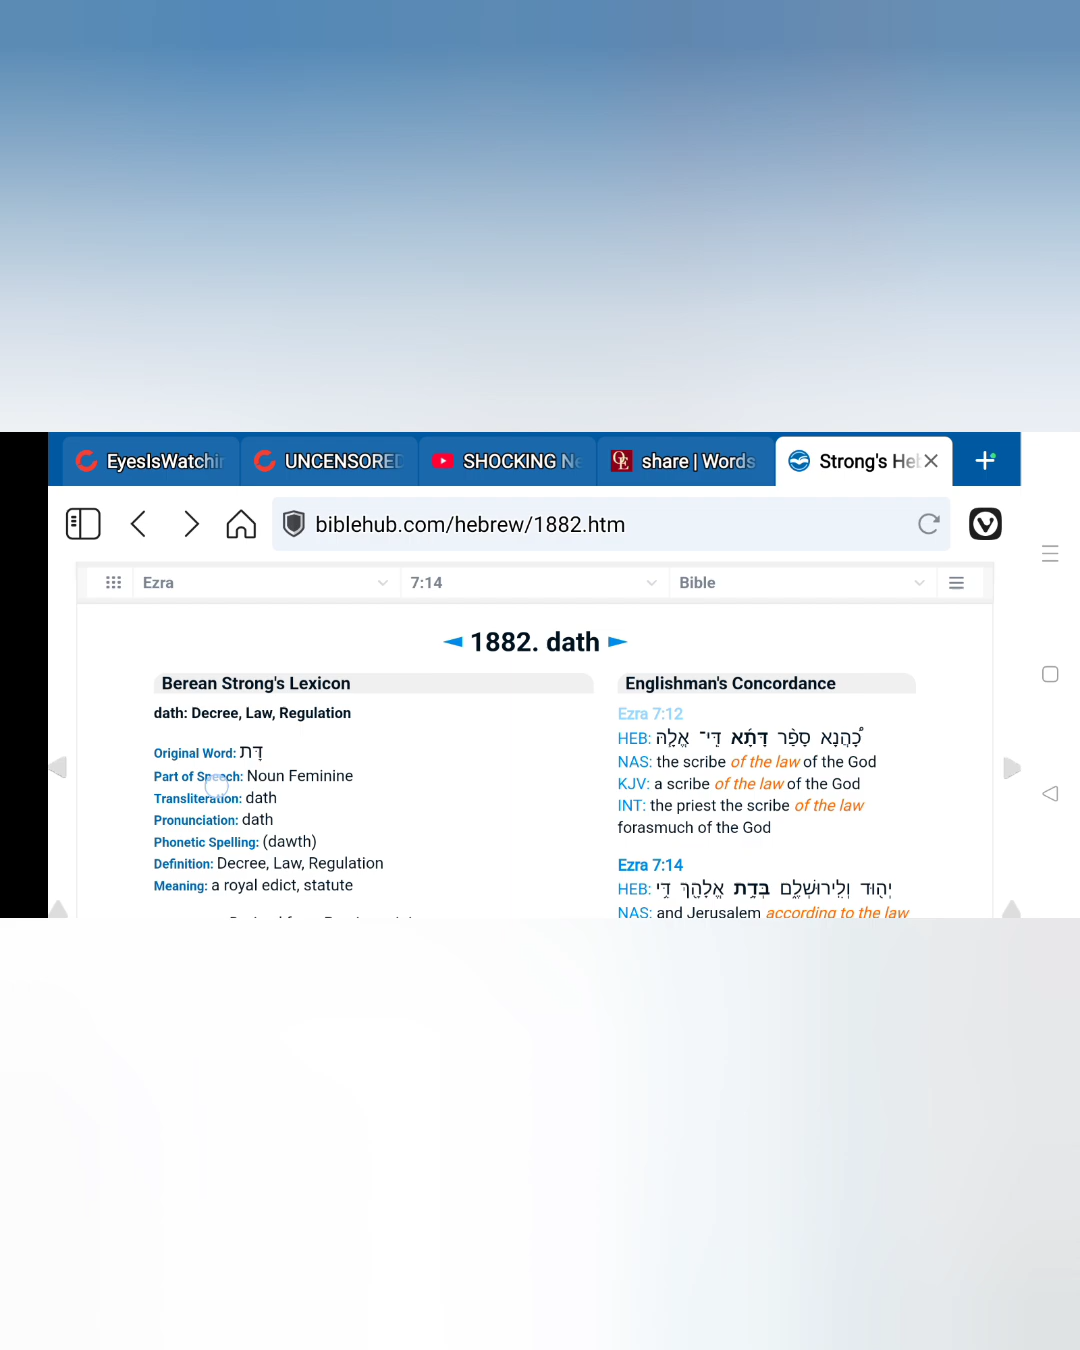 EyesIsWatchin
UNCENSORED
SHOCKING Ne
share | Words
Strong's Heb
biblehub.com/hebrew/1882.htm
Ezra
7:14
Bible
1882. dath
Berean Strong's Lexicon
dath: Decree, Law, Regulation
Original Word: דָּת
Part of Speech: Noun Feminine
Transliteration: dath
Pronunciation: dath
Phonetic Spelling: (dawth)
Definition: Decree, Law, Regulation
Meaning: a royal edict, statute
Englishman's Concordance
Ezra 7:12
HEB: כָּ֠הֲנָא סָפַ֨ר דָּתָ֜א דִּֽי־ אֱלָ֧הּ
NAS: the scribe of the law of the God
KJV: a scribe of the law of the God
INT: the priest the scribe of the law
forasmuch of the God
Ezra 7:14
HEB: יְה֖וּד וְלִֽירוּשְׁלֶ֑ם בְּדָ֥ת אֱלָהָ֖ךְ דִּ֥י
NAS: and Jerusalem according to the law